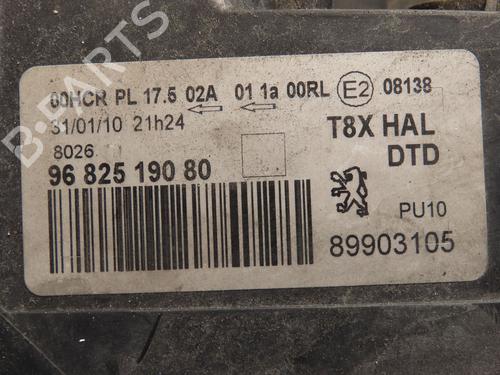 00HCR PL 17.5 02A 01 1a 00RL E2 08138
31/01/10 21h24
8026
96 825 190 80
T8X HAL
DTD
PU10
89903105
B-PARTS